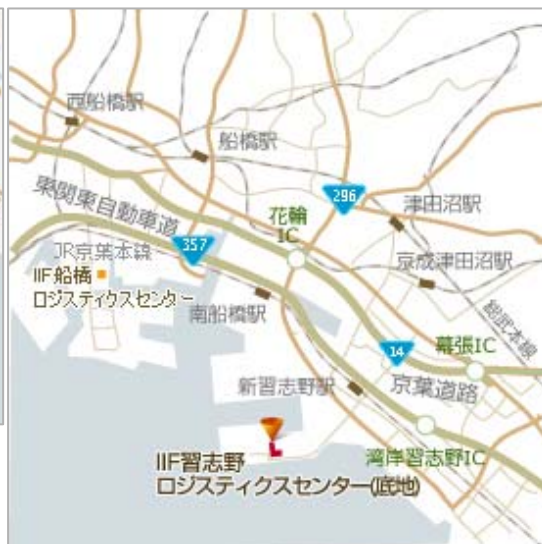 西船橋駅
船橋駅
東関東自動車道
296
津田沼駅
花輪
IC
357
JR京葉本線
IIF船橋
ロジスティクスセンター
京成津田沼駅
南船橋駅
総武本線
14
幕張IC
京葉道路
新習志野駅
湾岸習志野IC
IIF習志野
ロジスティクスセンター(底地)